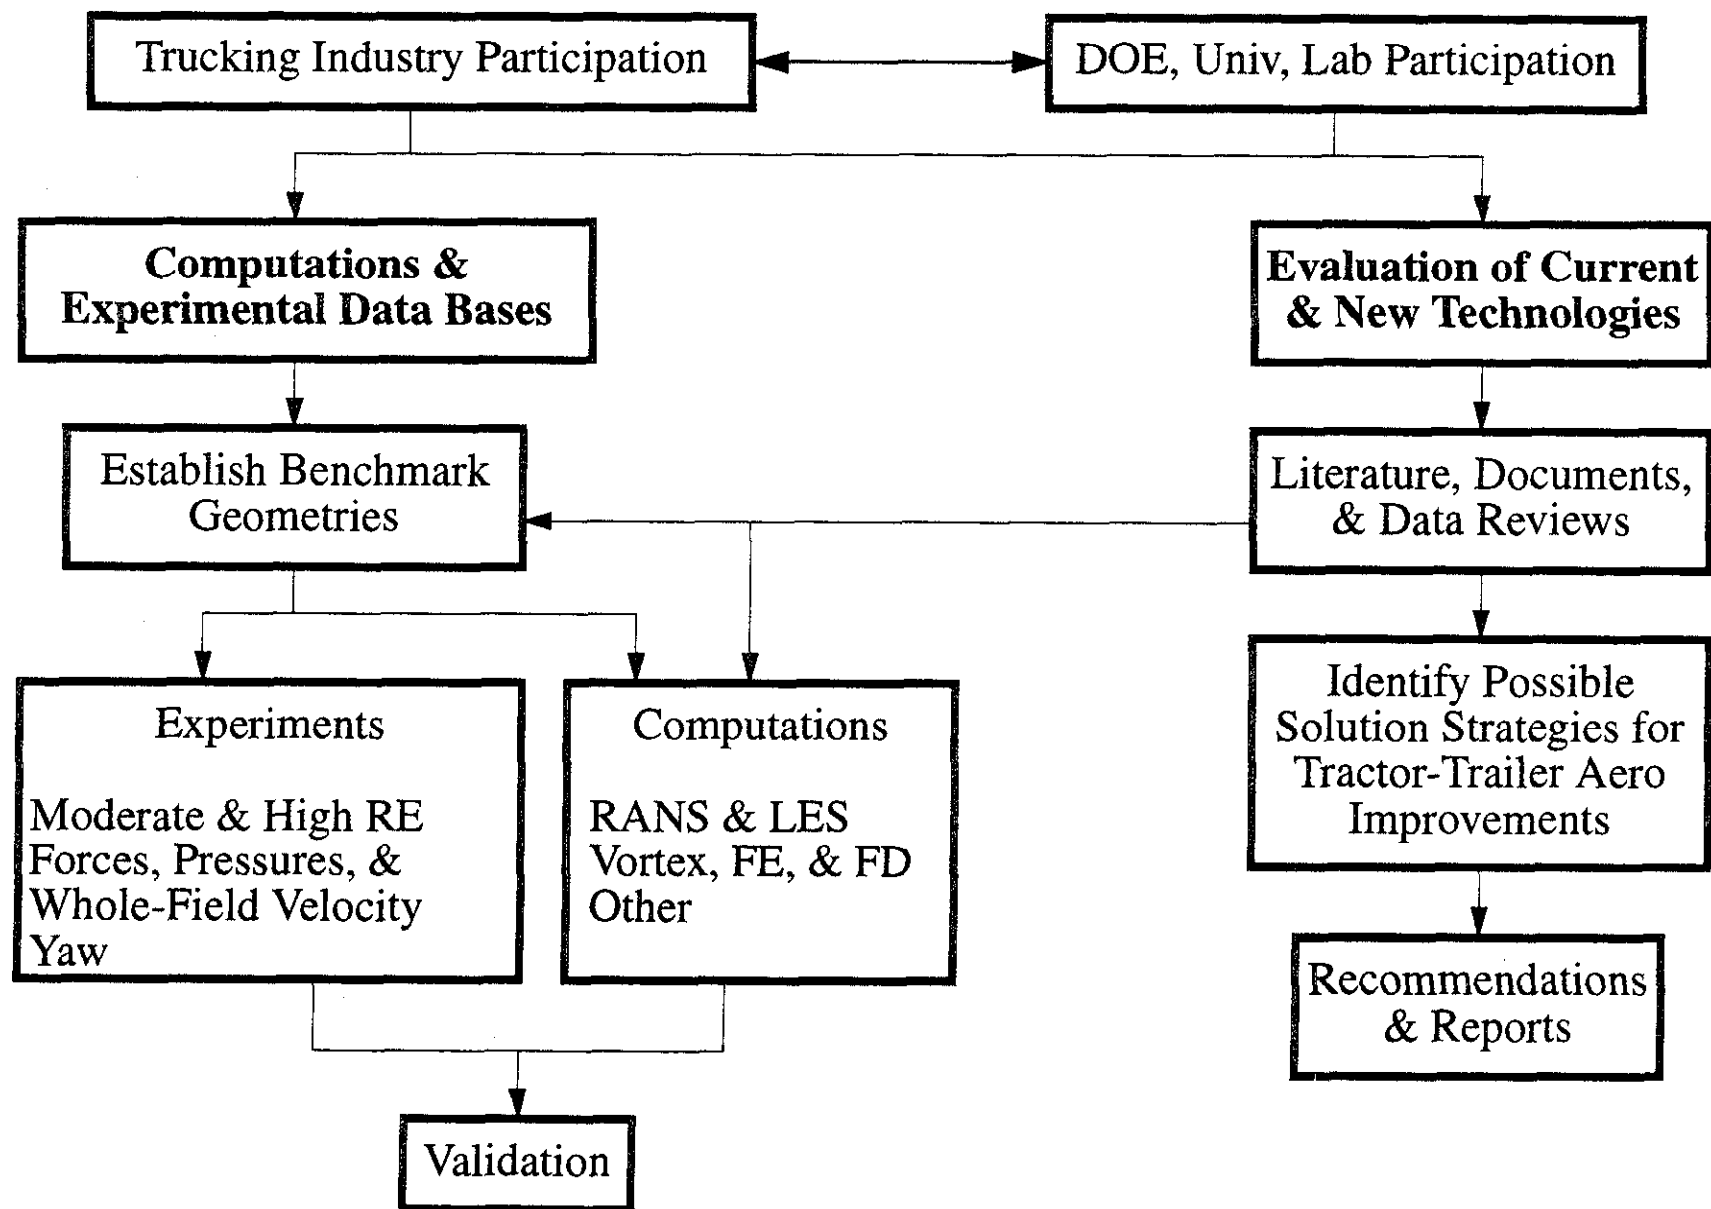 Trucking Industry Participation
DOE, Univ, Lab Participation
Computations &
Experimental Data Bases
Evaluation of Current
& New Technologies
Establish Benchmark
Geometries
Literature, Documents,
& Data Reviews
Experiments
Moderate & High RE
Forces, Pressures, &
Whole-Field Velocity
Yaw
Computations
RANS & LES
Vortex, FE, & FD
Other
Identify Possible
Solution Strategies for
Tractor-Trailer Aero
Improvements
Recommendations
& Reports
Validation